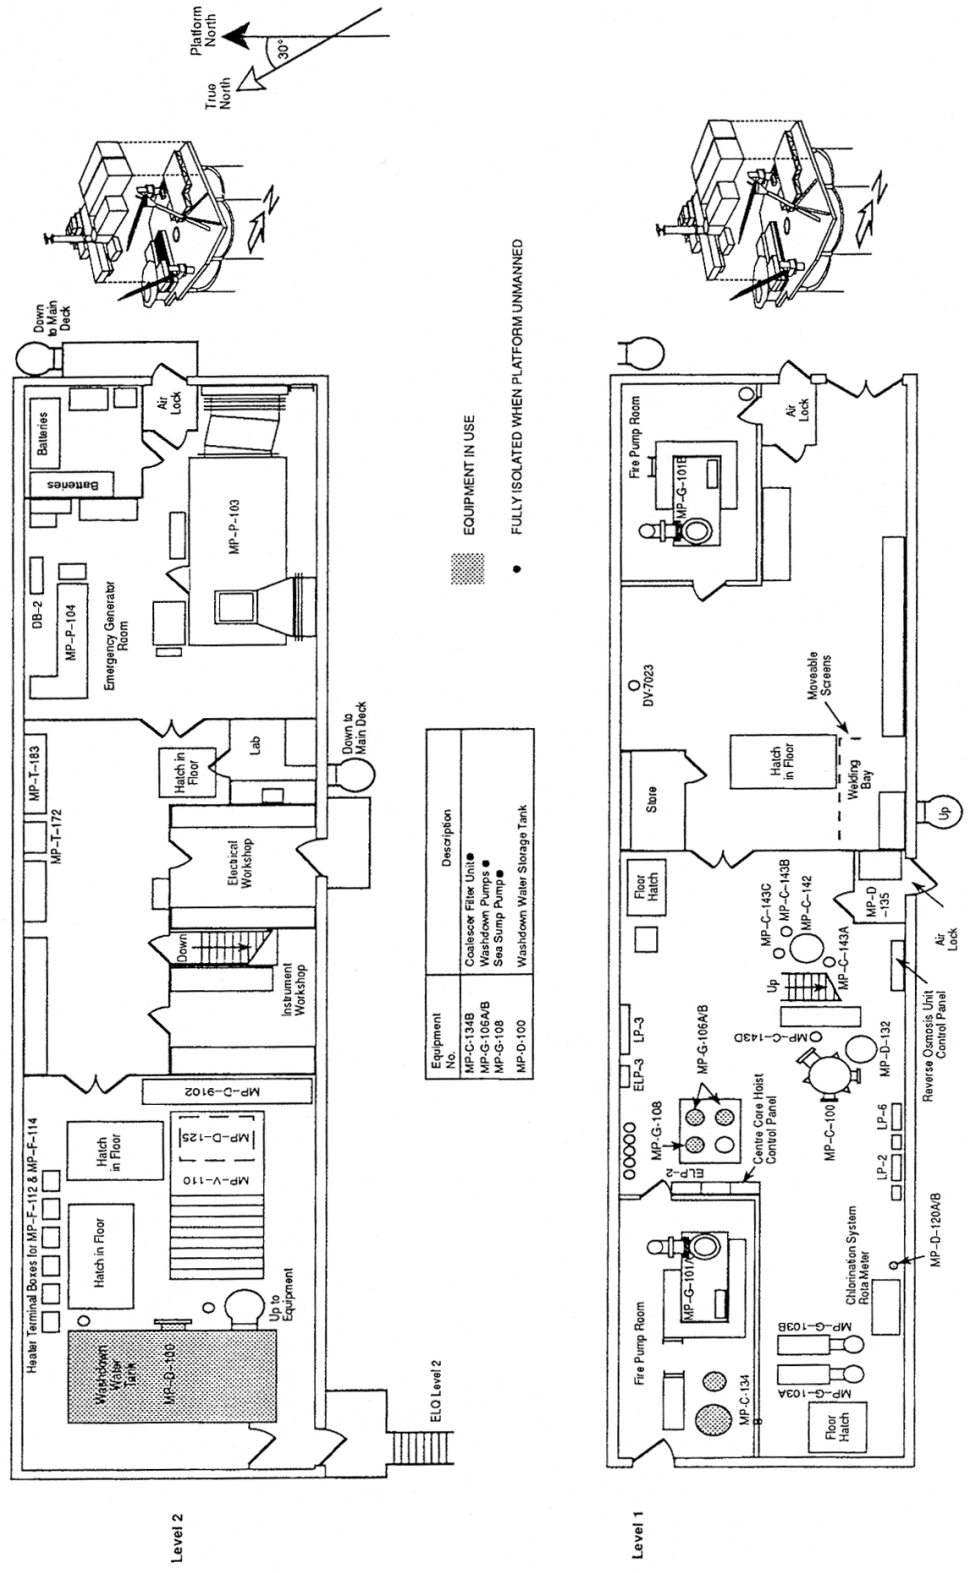 Platform
North
True
North
30°
Level 2
Heater Terminal Boxes for MP-F-112 & MP-F-114
Washdown
Water
Tank
MP-D-100
Hatch in Floor
Hatch
in Floor
MP-V-110
MP-D-125
MP-D-9102
Up to
Equipment
ELQ Level 2
Instrument
Workshop
Down
Electrical
Workshop
MP-T-172
MP-T-183
Hatch in
Floor
Lab
Down to
Main Deck
DB-2
MP-P-104
Emergency Generator
Room
MP-P-103
Batteries
Batteries
Air
Lock
Down
to Main
Deck
N
Equipment
No.
Description
MP-C-134B
Coalescer Filter Unit●
MP-G-106A/B
Washdown Pumps ●
MP-G-108
Sea Sump Pump●
MP-D-100
Washdown Water Storage Tank
EQUIPMENT IN USE
● FULLY ISOLATED WHEN PLATFORM UNMANNED
Level 1
Fire Pump Room
MP-C-134
B
MP-G-101A
Floor
Hatch
MP-G-103A
MP-G-103B
Chlorination System
Rota Meter
MP-D-120A/B
ELP-2
Centre Core Hoist
Control Panel
MP-G-108
MP-G-106A/B
ELP-3
LP-3
LP-2
LP-6
MP-C-100
MP-D-132
MP-C-143D
Up
MP-C-143A
MP-C-142
MP-C-143B
MP-C-143C
Floor
Hatch
Reverse Osmosis Unit
Control Panel
MP-D
-135
Air
Lock
Store
Welding
Bay
Up
Hatch
in Floor
Moveable
Screens
DV-7023
Fire Pump Room
MP-G-101B
Air
Lock
N